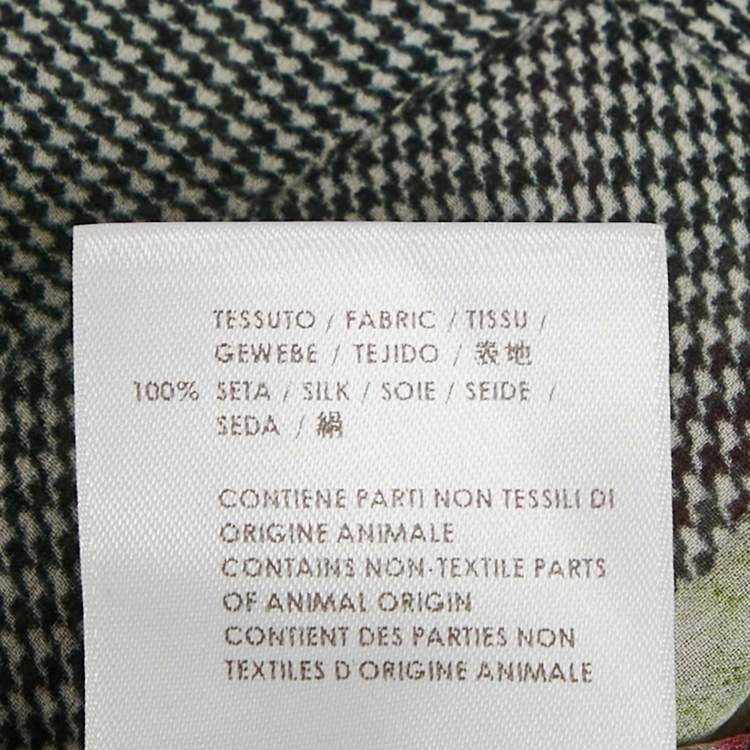 TESSUTO / FABRIC / TISSU /
GEWEBE / TEJIDO / 表地
100% SETA / SILK / SOIE / SEIDE /
SEDA / 絹
CONTIENE PARTI NON TESSILI DI
ORIGINE ANIMALE
CONTAINS NON-TEXTILE PARTS
OF ANIMAL ORIGIN
CONTIENT DES PARTIES NON
TEXTILES D'ORIGINE ANIMALE